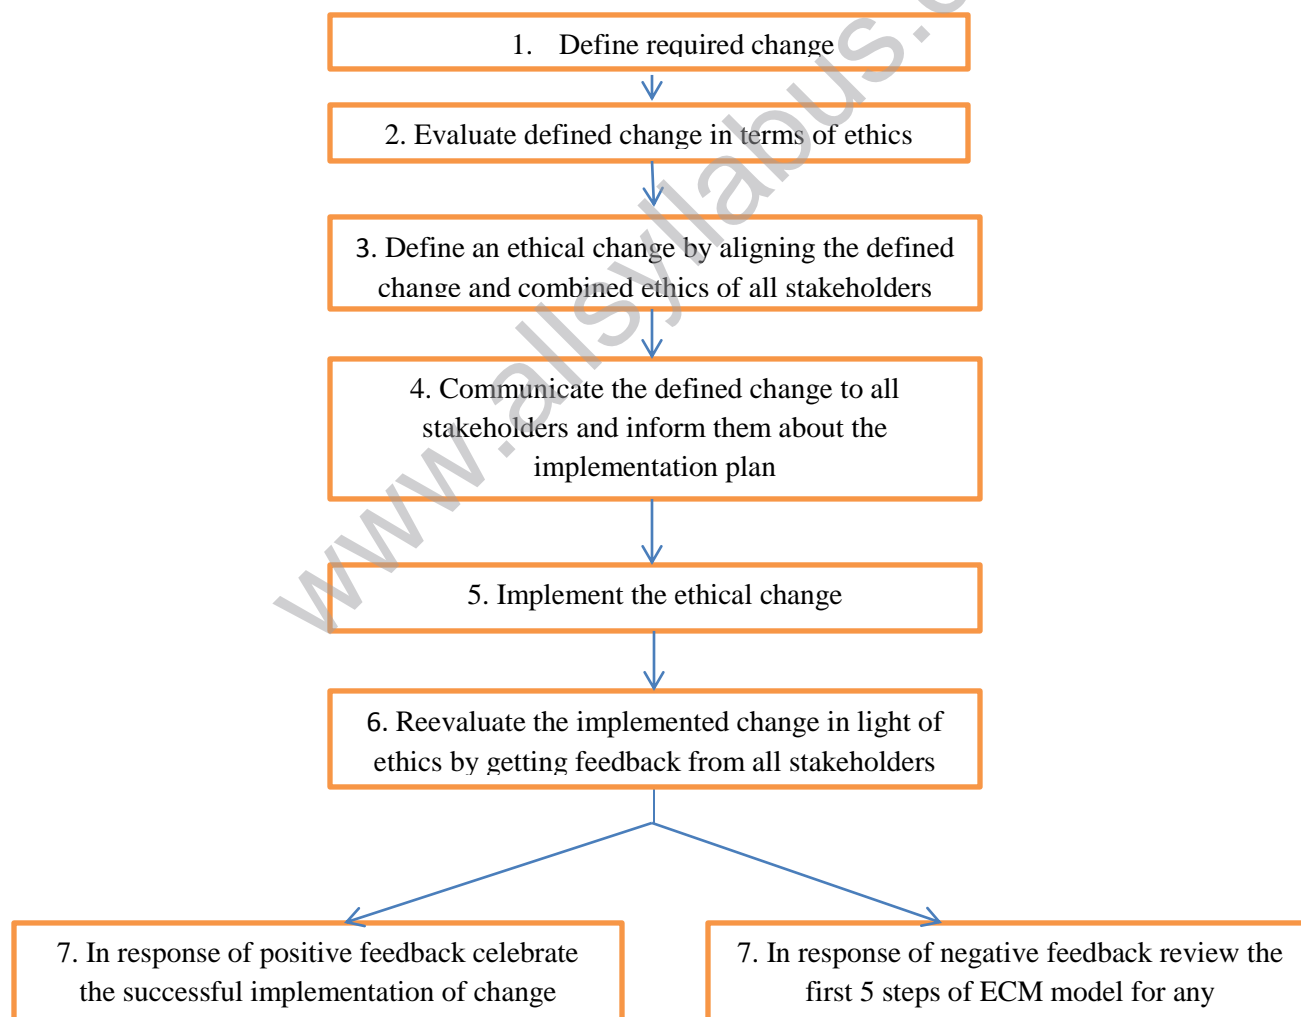 1. Define required change
2. Evaluate defined change in terms of ethics
3. Define an ethical change by aligning the defined
change and combined ethics of all stakeholders
4. Communicate the defined change to all
stakeholders and inform them about the
implementation plan
5. Implement the ethical change
6. Reevaluate the implemented change in light of
ethics by getting feedback from all stakeholders
7. In response of positive feedback celebrate
the successful implementation of change
7. In response of negative feedback review the
first 5 steps of ECM model for any
www.allsyllabus.